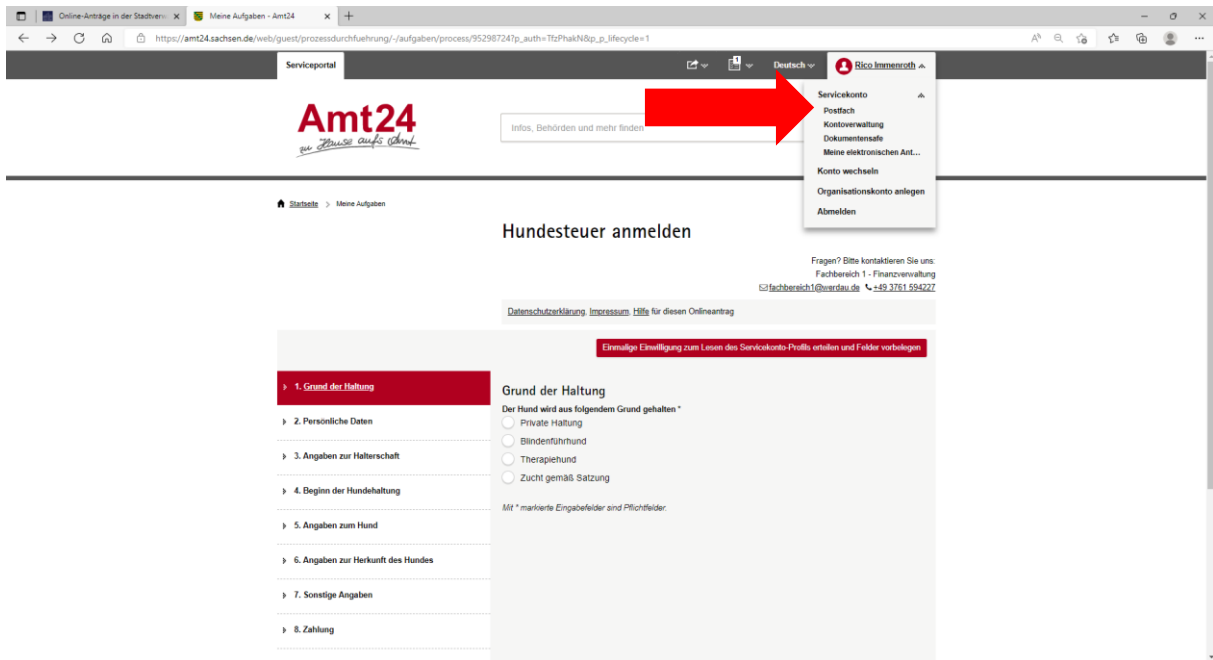 Online-Anträge in der Stadtverw
Meine Aufgaben - Amt24
https://amt24.sachsen.de/web/guest/prozessdurchfuehrung/-/aufgaben/process/95298724?p_auth=TfzPhakN&p_p_lifecycle=1
Serviceportal
1
Deutsch
Rico Immenroth
Servicekonto
Postfach
Kontoverwaltung
Dokumentensafe
Meine elektronischen Ant...
Konto wechseln
Organisationskonto anlegen
Abmelden
Amt24
zu Hause aufs Amt
Infos, Behörden und mehr finden
Startseite > Meine Aufgaben
Hundesteuer anmelden
Fragen? Bitte kontaktieren Sie uns:
Fachbereich 1 - Finanzverwaltung
fachbereich1@werdau.de +49 3761 594227
Datenschutzerklärung, Impressum, Hilfe für diesen Onlineantrag
Einmalige Einwilligung zum Lesen des Servicekonto-Profils erteilen und Felder vorbelegen
1. Grund der Haltung
2. Persönliche Daten
3. Angaben zur Halterschaft
4. Beginn der Hundehaltung
5. Angaben zum Hund
6. Angaben zur Herkunft des Hundes
7. Sonstige Angaben
8. Zahlung
Grund der Haltung
Der Hund wird aus folgendem Grund gehalten *
Private Haltung
Blindenführhund
Therapiehund
Zucht gemäß Satzung
Mit * markierte Eingabefelder sind Pflichtfelder.